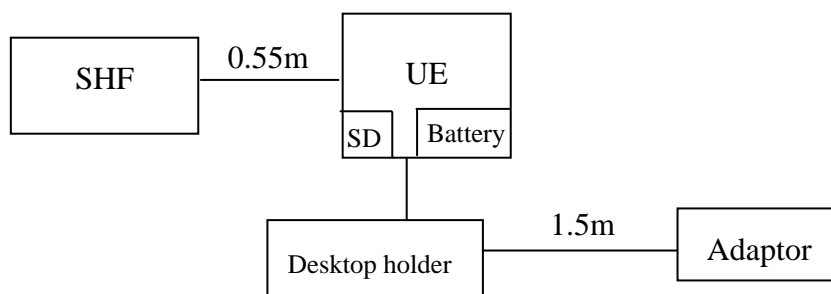 SHF
0.55m
UE
SD
Battery
Desktop holder
1.5m
Adaptor